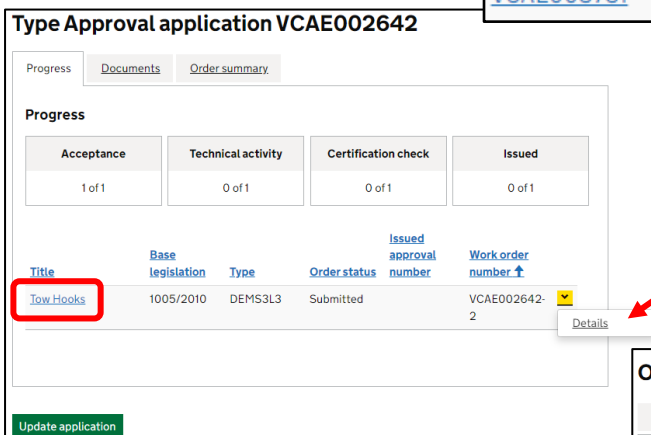 Type Approval application VCAE002642
Progress Documents Order summary
Progress
Acceptance Technical activity Certification check Issued
1 of 1 0 of 1 0 of 1 0 of 1
Title Base legislation Type Order status Issued approval number Work order number ↑
Tow Hooks 1005/2010 DEMS3L3 Submitted VCAE002642-2
Details
Update application